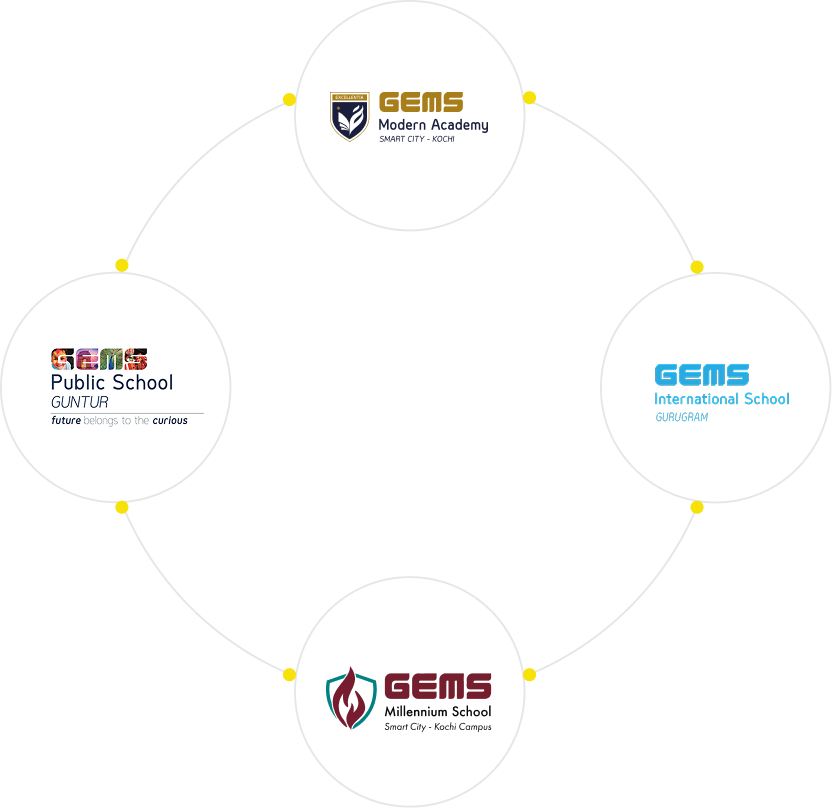 EXCELLENTIA
GEMS
Modern Academy
SMART CITY - KOCHI
GEMS
Public School
GUNTUR
future belongs to the curious
GEMS
International School
GURUGRAM
GEMS
Millennium School
Smart City - Kochi Campus